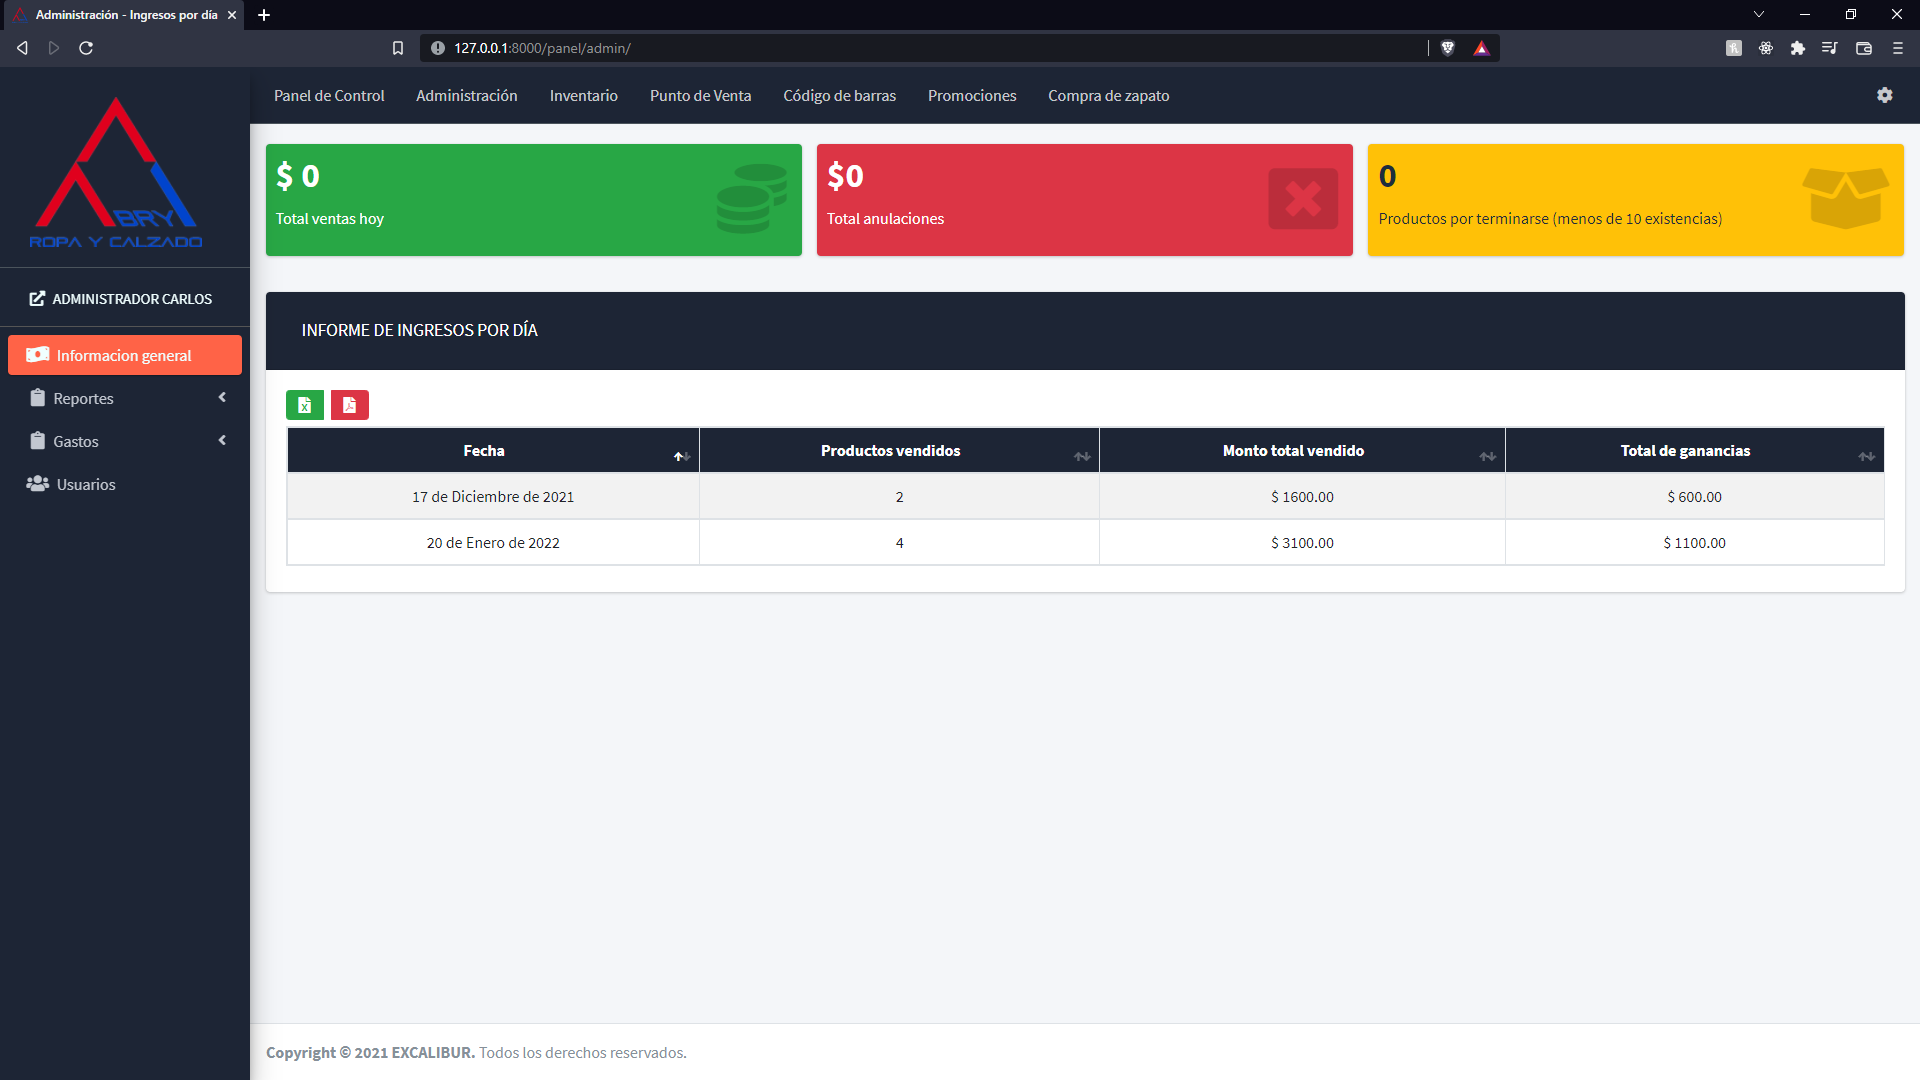 Administración - Ingresos por día
127.0.0.1:8000/panel/admin/
BRY
ROPA Y CALZADO
Panel de Control
Administración
Inventario
Punto de Venta
Código de barras
Promociones
Compra de zapato
ADMINISTRADOR CARLOS
Informacion general
Reportes
Gastos
Usuarios
$ 0
Total ventas hoy
$0
Total anulaciones
0
Productos por terminarse (menos de 10 existencias)
INFORME DE INGRESOS POR DÍA
Fecha Productos vendidos Monto total vendido Total de ganancias
17 de Diciembre de 2021 2 $ 1600.00 $ 600.00
20 de Enero de 2022 4 $ 3100.00 $ 1100.00
Copyright © 2021 EXCALIBUR. Todos los derechos reservados.